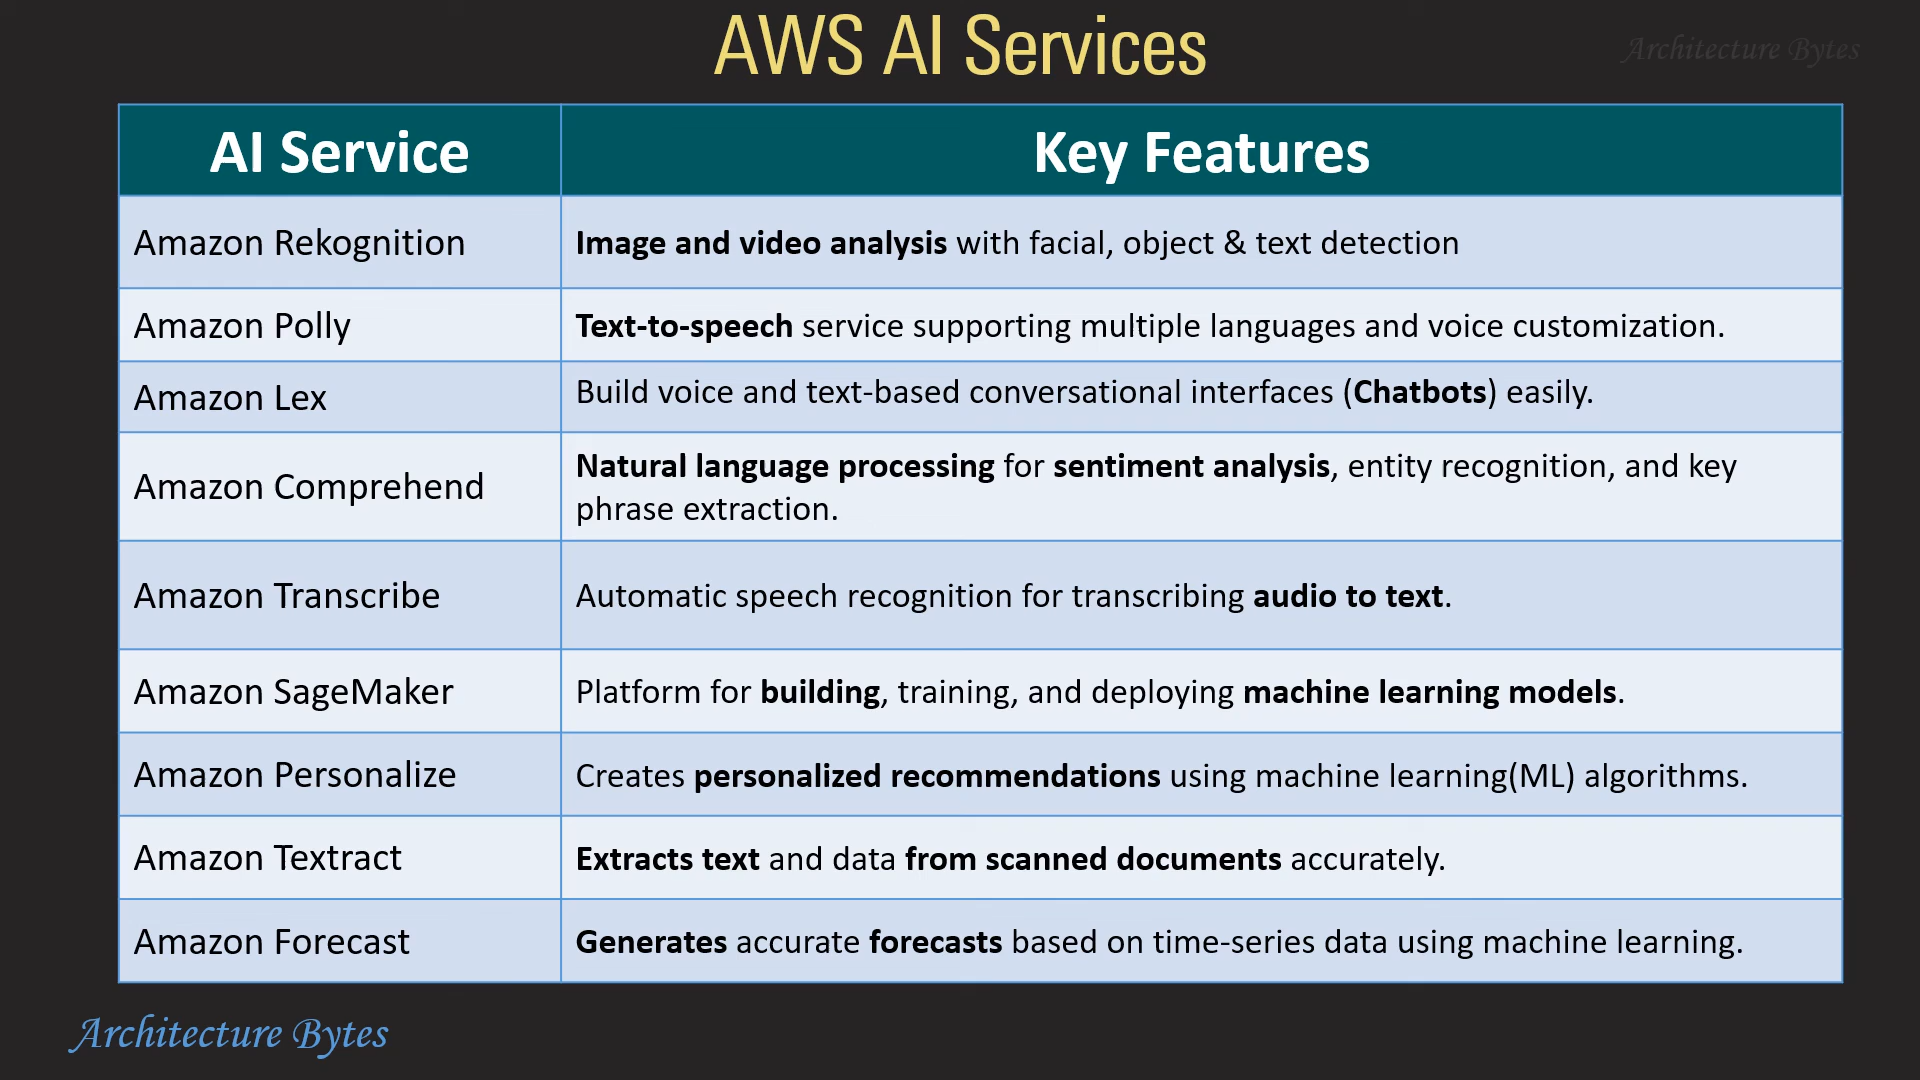 AWS AI Services
Architecture Bytes
AI Service
Key Features
Amazon Rekognition
Image and video analysis with facial, object & text detection
Amazon Polly
Text-to-speech service supporting multiple languages and voice customization.
Amazon Lex
Build voice and text-based conversational interfaces (Chatbots) easily.
Amazon Comprehend
Natural language processing for sentiment analysis, entity recognition, and key
phrase extraction.
Amazon Transcribe
Automatic speech recognition for transcribing audio to text.
Amazon SageMaker
Platform for building, training, and deploying machine learning models.
Amazon Personalize
Creates personalized recommendations using machine learning(ML) algorithms.
Amazon Textract
Extracts text and data from scanned documents accurately.
Amazon Forecast
Generates accurate forecasts based on time-series data using machine learning.
Architecture Bytes